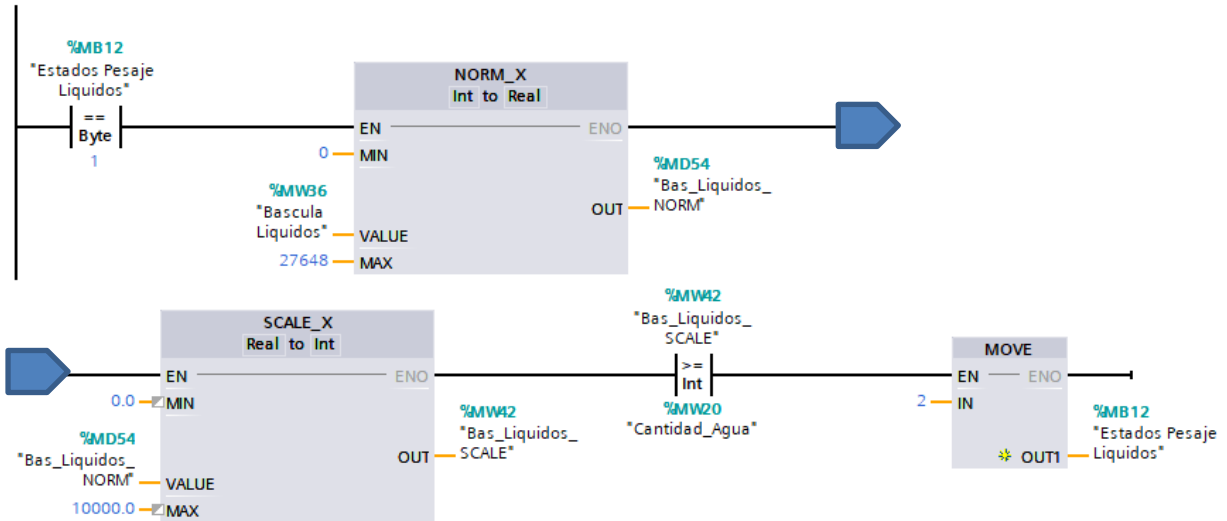 %MB12
"Estados Pesaje
Liquidos"
==
Byte
1
NORM_X
Int to Real
EN
ENO
0
MIN
%MD54
"Bas_Liquidos_
NORM"
OUT
%MW36
"Bascula
Liquidos"
VALUE
27648
MAX
SCALE_X
Real to Int
EN
ENO
0.0
MIN
%MD54
"Bas_Liquidos_
NORM"
VALUE
10000.0
MAX
OUT
%MW42
"Bas_Liquidos_
SCALE"
%MW42
"Bas_Liquidos_
SCALE"
>=
Int
%MW20
"Cantidad_Agua"
MOVE
EN
ENO
2
IN
OUT1
%MB12
"Estados Pesaje
Liquidos"